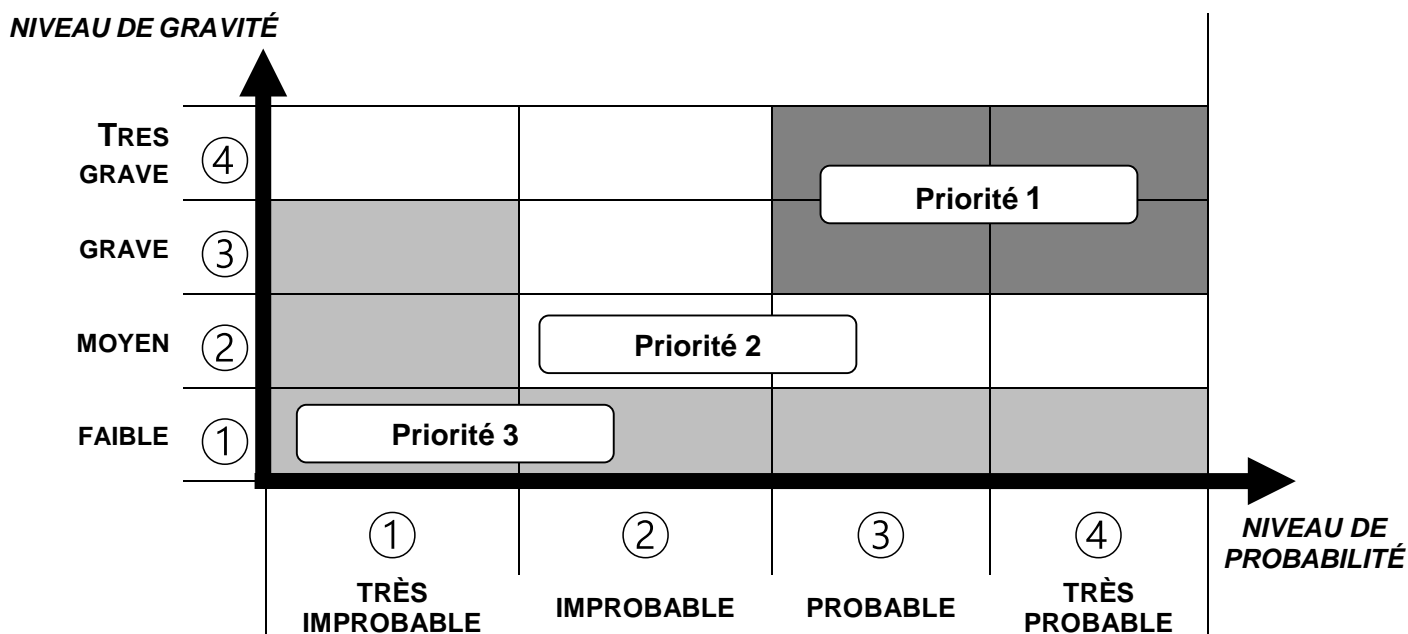 NIVEAU DE GRAVITÉ
TRES
GRAVE
④
Priorité 1
GRAVE
③
MOYEN
②
Priorité 2
FAIBLE
①
Priorité 3
①
②
③
④
NIVEAU DE
PROBABILITÉ
TRÈS
IMPROBABLE
IMPROBABLE
PROBABLE
TRÈS
PROBABLE